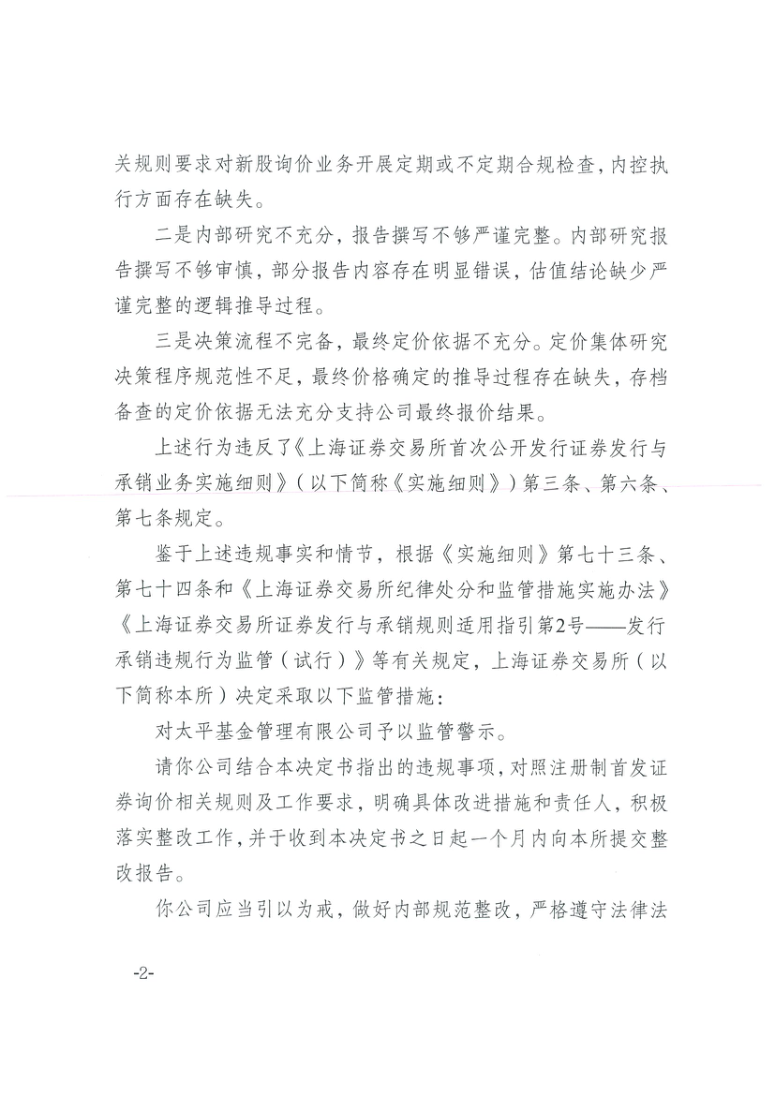 关规则要求对新股询价业务开展定期或不定期合规检查，内控执
行方面存在缺失。
二是内部研究不充分，报告撰写不够严谨完整。内部研究报
告撰写不够审慎，部分报告内容存在明显错误，估值结论缺少严
谨完整的逻辑推导过程。
三是决策流程不完备，最终定价依据不充分。定价集体研究
决策程序规范性不足，最终价格确定的推导过程存在缺失，存档
备查的定价依据无法充分支持公司最终报价结果。
上述行为违反了《上海证券交易所首次公开发行证券发行与
承销业务实施细则》（以下简称《实施细则》）第三条、第六条、
第七条规定。
鉴于上述违规事实和情节，根据《实施细则》第七十三条、
第七十四条和《上海证券交易所纪律处分和监管措施实施办法》
《上海证券交易所证券发行与承销规则适用指引第2号——发行
承销违规行为监管（试行）》等有关规定，上海证券交易所（以
下简称本所）决定采取以下监管措施：
对太平基金管理有限公司予以监管警示。
请你公司结合本决定书指出的违规事项，对照注册制首发证
券询价相关规则及工作要求，明确具体改进措施和责任人，积极
落实整改工作，并于收到本决定书之日起一个月内向本所提交整
改报告。
你公司应当引以为戒，做好内部规范整改，严格遵守法律法
-2-